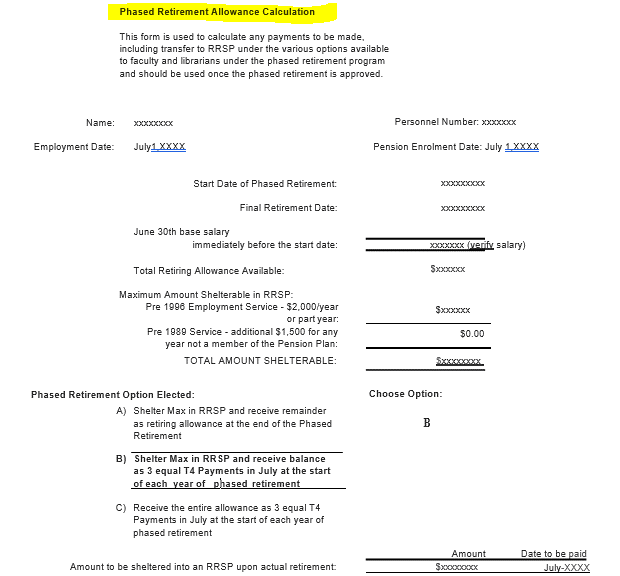 Phased Retirement Allowance Calculation
This form is used to calculate any payments to be made,
including transfer to RRSP under the various options available
to faculty and librarians under the phased retirement program
and should be used once the phased retirement is approved.
Name: xxxxxxxx Personnel Number: xxxxxxx
Employment Date: July1,XXXX Pension Enrolment Date: July 1,XXXX
Start Date of Phased Retirement: xxxxxxxxx
Final Retirement Date: xxxxxxxxx
June 30th base salary
immediately before the start date: xxxxxxx (verify salary)
Total Retiring Allowance Available: $xxxxxx
Maximum Amount Shelterable in RRSP:
Pre 1996 Employment Service - $2,000/year
or part year: $xxxxxx
Pre 1989 Service - additional $1,500 for any
year not a member of the Pension Plan: $0.00
TOTAL AMOUNT SHELTERABLE: $xxxxxxxx
Phased Retirement Option Elected: Choose Option:
A) Shelter Max in RRSP and receive remainder
as retiring allowance at the end of the Phased
Retirement
B
B) Shelter Max in RRSP and receive balance
as 3 equal T4 Payments in July at the start
of each year of phased retirement
C) Receive the entire allowance as 3 equal T4
Payments in July at the start of each year of
phased retirement
Amount Date to be paid
Amount to be sheltered into an RRSP upon actual retirement: $xxxxxxxx July-XXXX